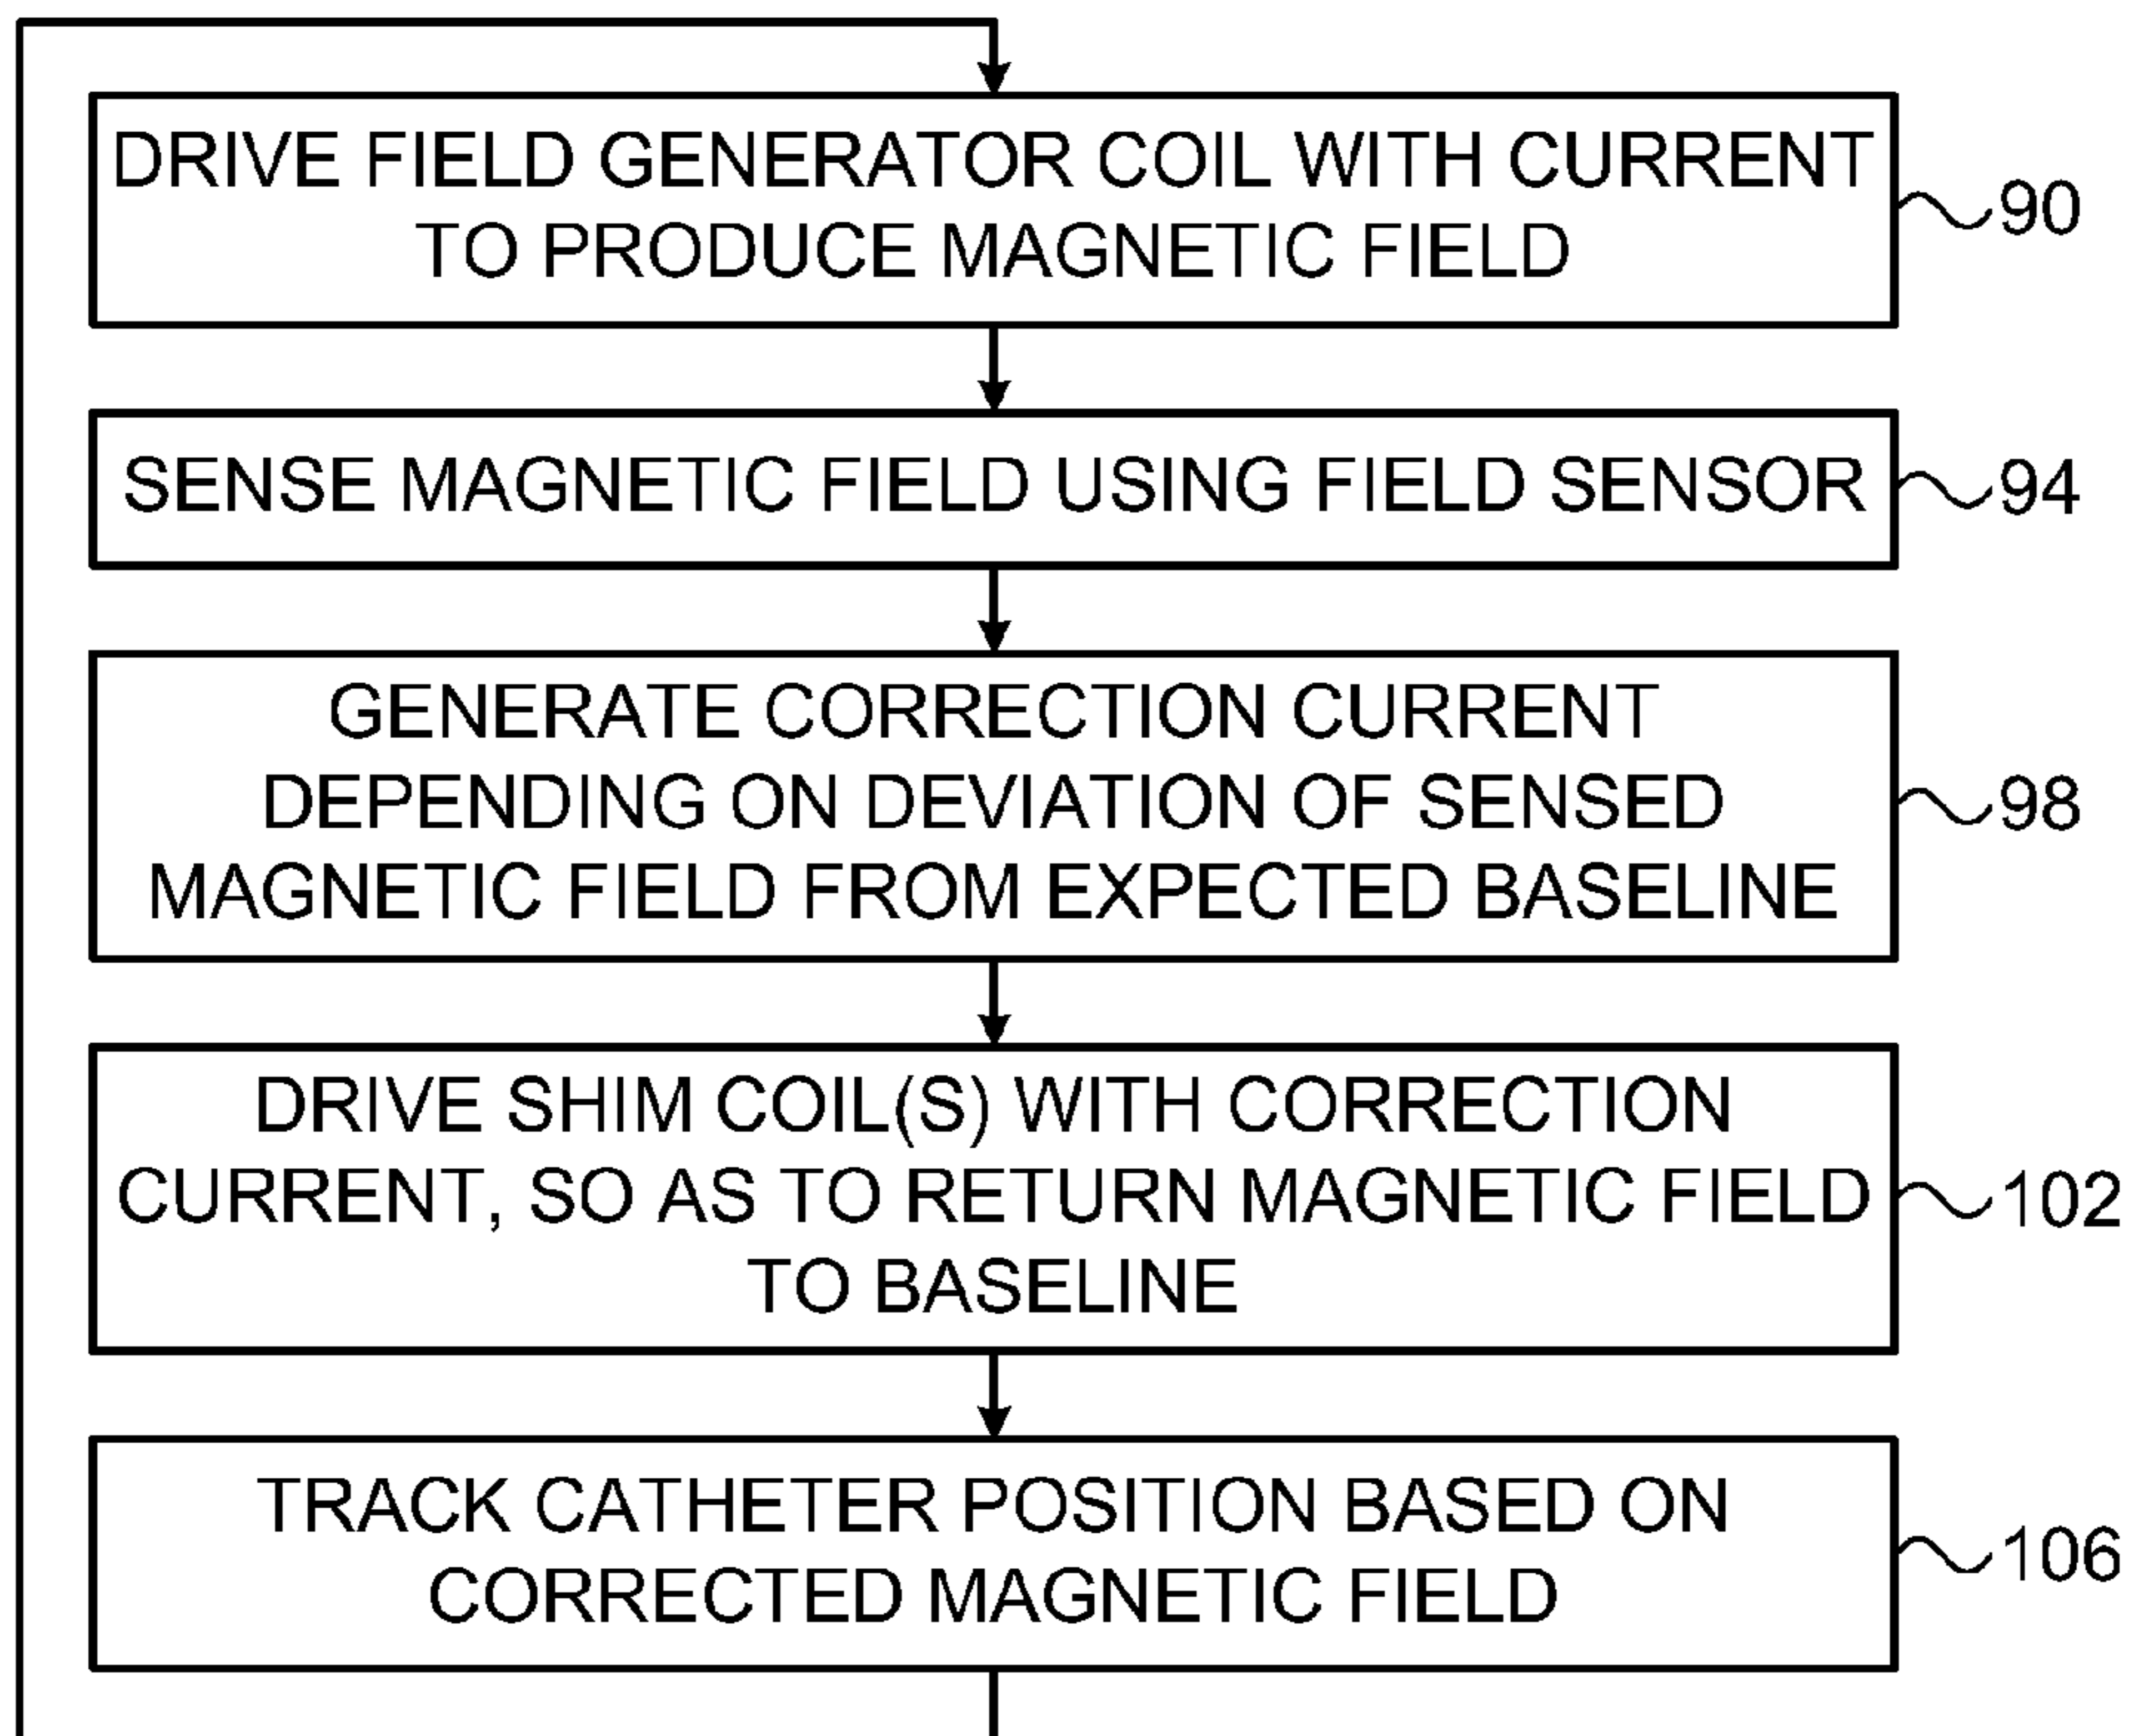 DRIVE FIELD GENERATOR COIL WITH CURRENT
TO PRODUCE MAGNETIC FIELD
90
SENSE MAGNETIC FIELD USING FIELD SENSOR
94
GENERATE CORRECTION CURRENT
DEPENDING ON DEVIATION OF SENSED
MAGNETIC FIELD FROM EXPECTED BASELINE
98
DRIVE SHIM COIL(S) WITH CORRECTION
CURRENT, SO AS TO RETURN MAGNETIC FIELD
TO BASELINE
102
TRACK CATHETER POSITION BASED ON
CORRECTED MAGNETIC FIELD
106